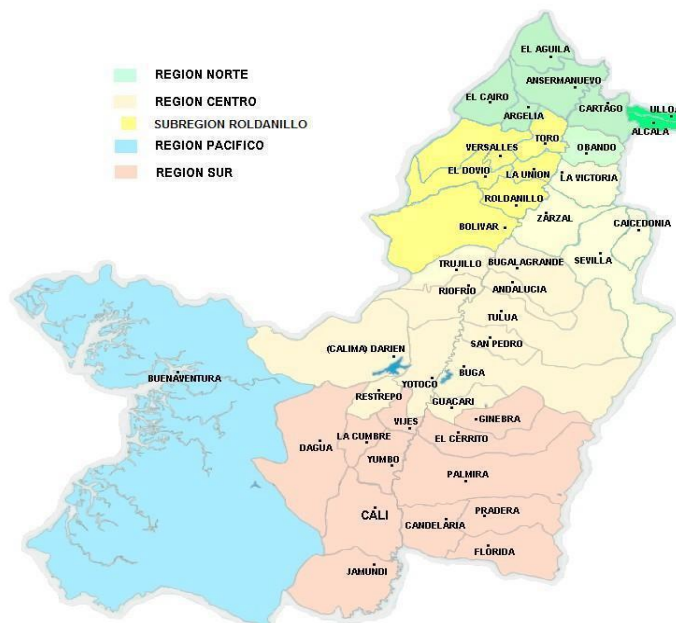 EL AGUILA
REGION NORTE
ANSERMANUEVO
EL CAIRO
REGION CENTRO
CARTAGO
ULLOA
ARGELIA
SUBREGION ROLDANILLO
ALCALA
TORO
REGION PACIFICO
VERSALLES
OBANDO
REGION SUR
EL DOVIO
LA UNION
LA VICTORIA
ROLDANILLO
ZARZAL
BOLIVAR
CAICEDONIA
TRUJILLO
BUGALAGRANDE
SEVILLA
RIOFRIO
ANDALUCIA
TULUA
(CALIMA) DARIEN
SAN PEDRO
BUENAVENTURA
YOTOCO
BUGA
RESTREPO
GUACARI
VIJES
GINEBRA
DAGUA
LA CUMBRE
EL CERRITO
YUMBO
PALMIRA
CALI
CANDELARIA
PRADERA
FLORIDA
JAMUNDI